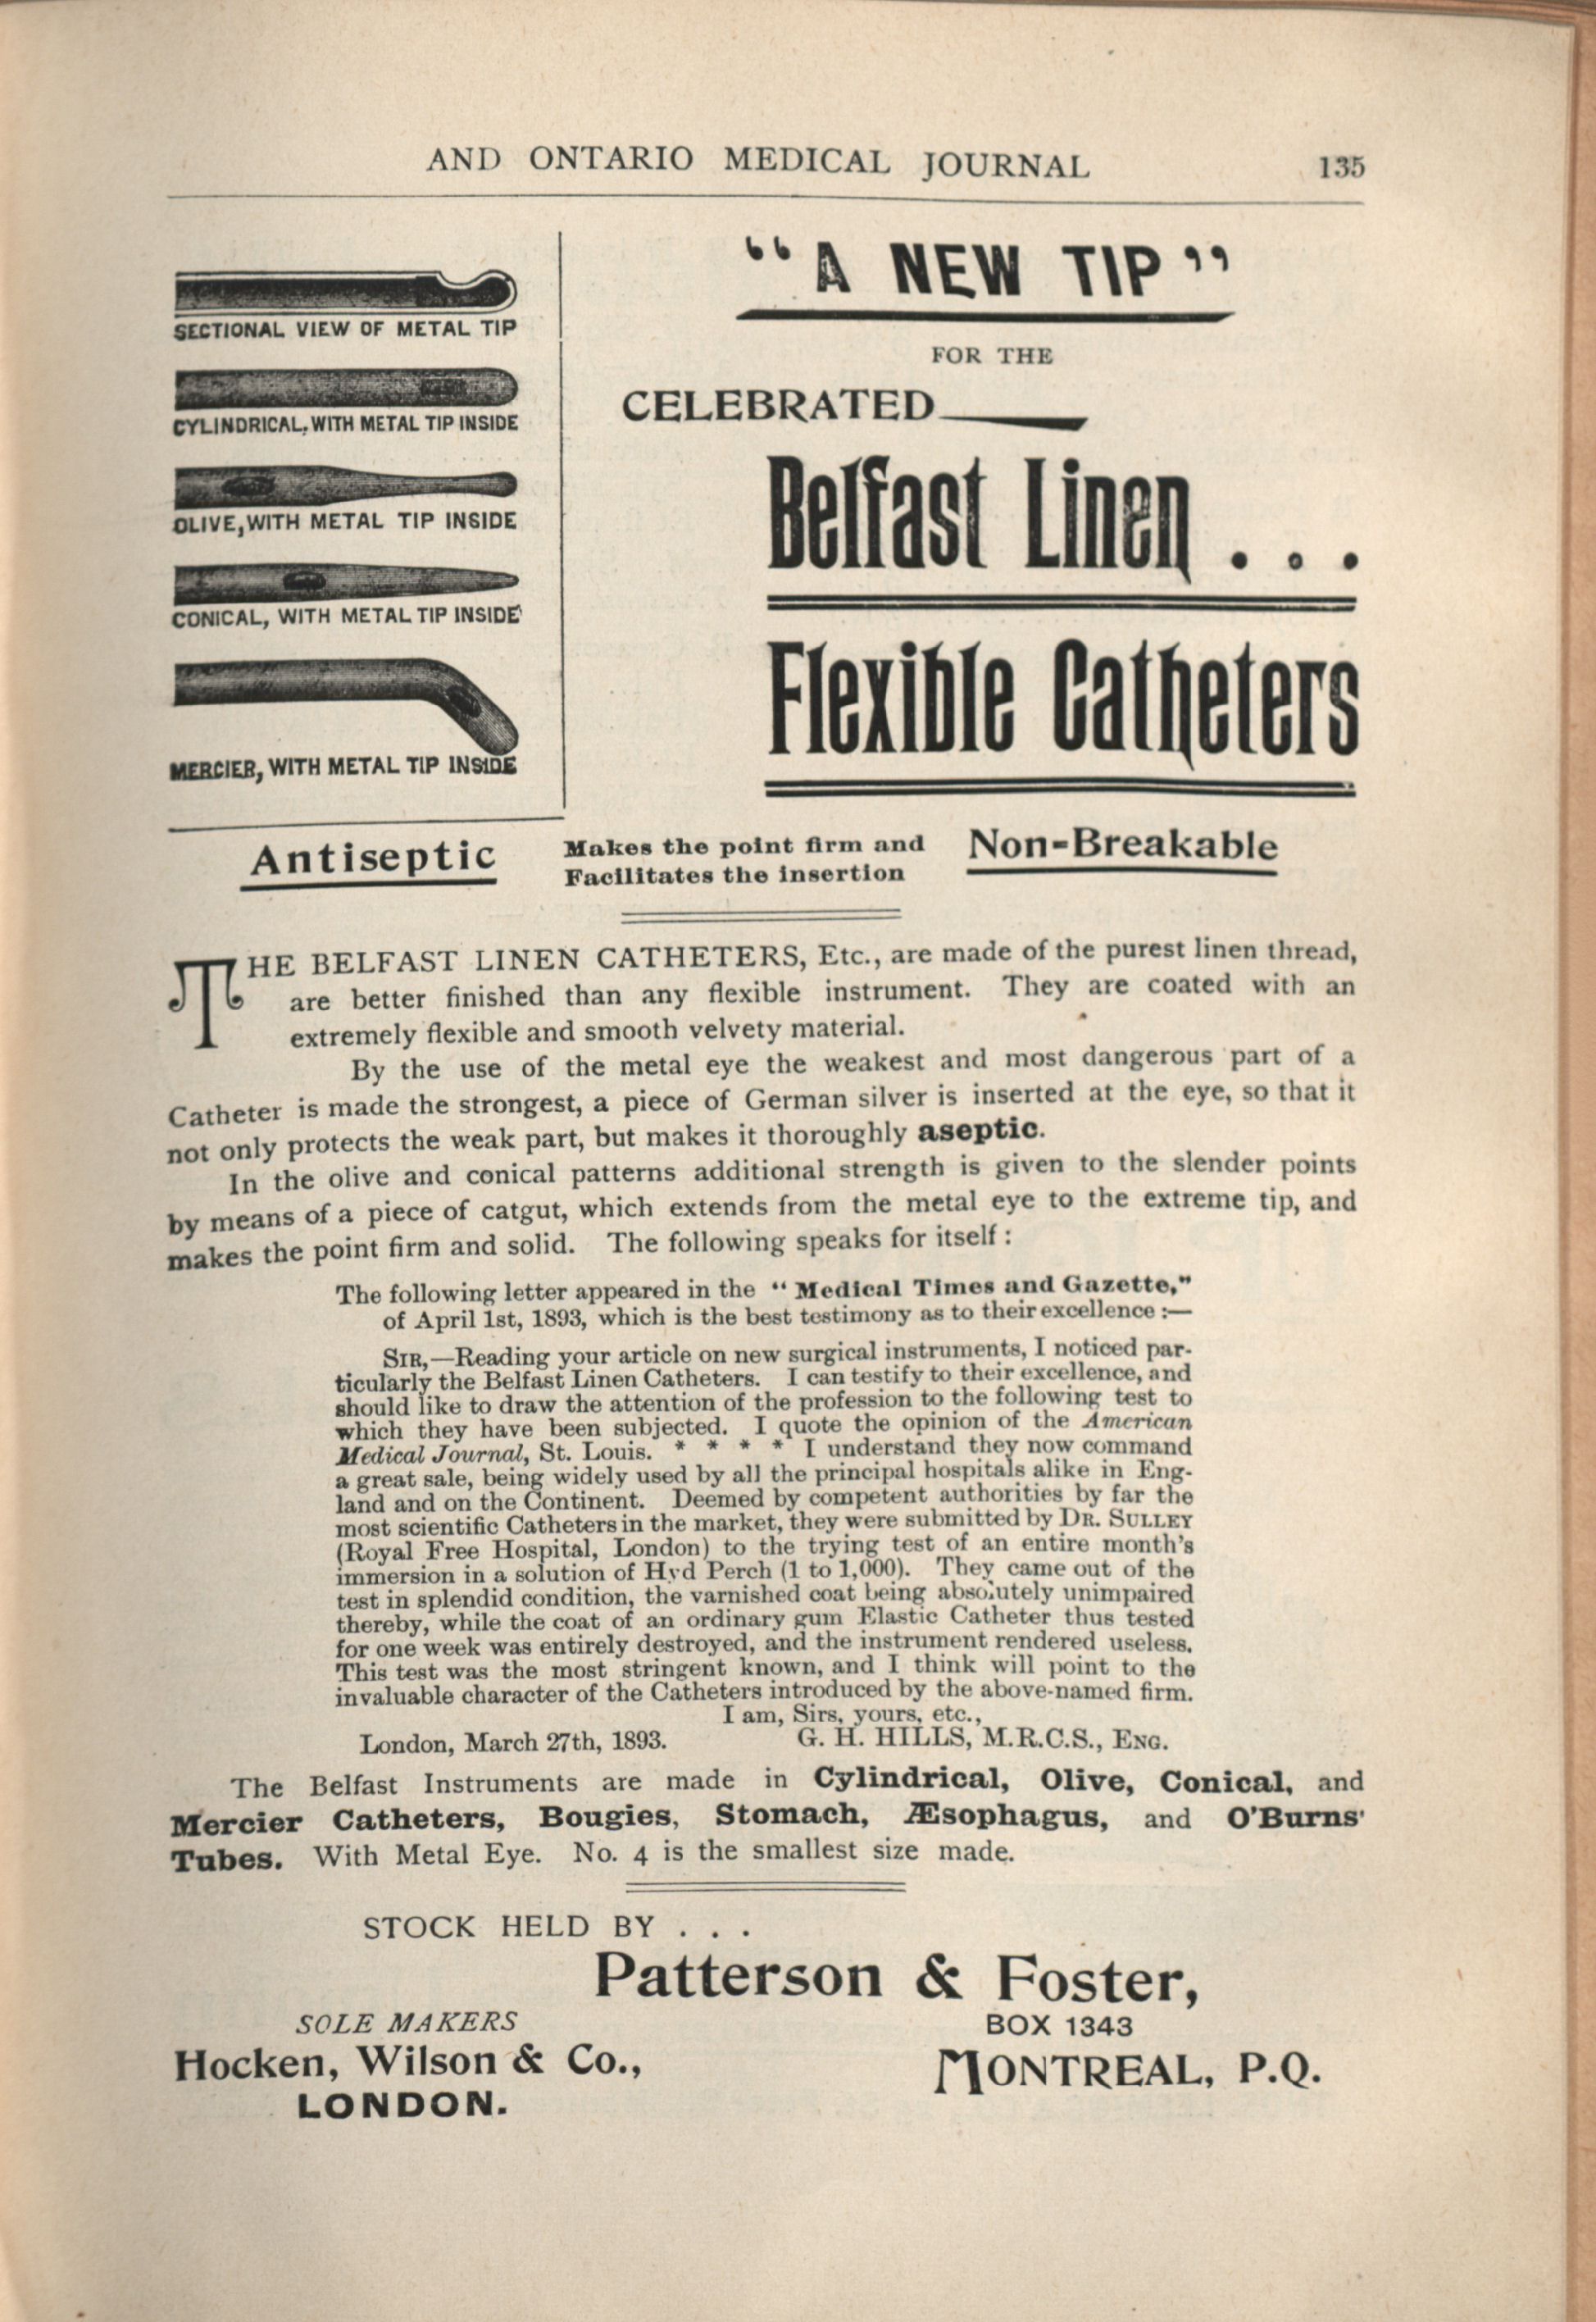 AND ONTARIO MEDICAL JOURNAL 135
SECTIONAL VIEW OF METAL TIP
CYLINDRICAL, WITH METAL TIP INSIDE
OLIVE, WITH METAL TIP INSIDE
CONICAL, WITH METAL TIP INSIDE
MERCIER, WITH METAL TIP INSIDE
“A NEW TIP”
FOR THE
CELEBRATED
Belfast Linen . . .
Flexible Catheters
Antiseptic
Makes the point firm and
Facilitates the insertion
Non-Breakable
THE BELFAST LINEN CATHETERS, Etc., are made of the purest linen thread,
are better finished than any flexible instrument. They are coated with an
extremely flexible and smooth velvety material.
By the use of the metal eye the weakest and most dangerous part of a
Catheter is made the strongest, a piece of German silver is inserted at the eye, so that it
not only protects the weak part, but makes it thoroughly aseptic.
In the olive and conical patterns additional strength is given to the slender points
by means of a piece of catgut, which extends from the metal eye to the extreme tip, and
makes the point firm and solid. The following speaks for itself :
The following letter appeared in the “Medical Times and Gazette,”
of April 1st, 1893, which is the best testimony as to their excellence :—
SIR,—Reading your article on new surgical instruments, I noticed par-
ticularly the Belfast Linen Catheters. I can testify to their excellence, and
should like to draw the attention of the profession to the following test to
which they have been subjected. I quote the opinion of the American
Medical Journal, St. Louis. * * * * I understand they now command
a great sale, being widely used by all the principal hospitals alike in Eng-
land and on the Continent. Deemed by competent authorities by far the
most scientific Catheters in the market, they were submitted by DR. SULLEY
(Royal Free Hospital, London) to the trying test of an entire month's
immersion in a solution of Hyd Perch (1 to 1,000). They came out of the
test in splendid condition, the varnished coat being absolutely unimpaired
thereby, while the coat of an ordinary gum Elastic Catheter thus tested
for one week was entirely destroyed, and the instrument rendered useless.
This test was the most stringent known, and I think will point to the
invaluable character of the Catheters introduced by the above-named firm.
I am, Sirs, yours, etc.,
London, March 27th, 1893. G. H. HILLS, M.R.C.S., ENG.
The Belfast Instruments are made in Cylindrical, Olive, Conical, and
Mercier Catheters, Bougies, Stomach, Æsophagus, and O'Burns'
Tubes. With Metal Eye. No. 4 is the smallest size made.
STOCK HELD BY . . .
Patterson & Foster,
BOX 1343
MONTREAL, P.Q.
SOLE MAKERS
Hocken, Wilson & Co.,
LONDON.